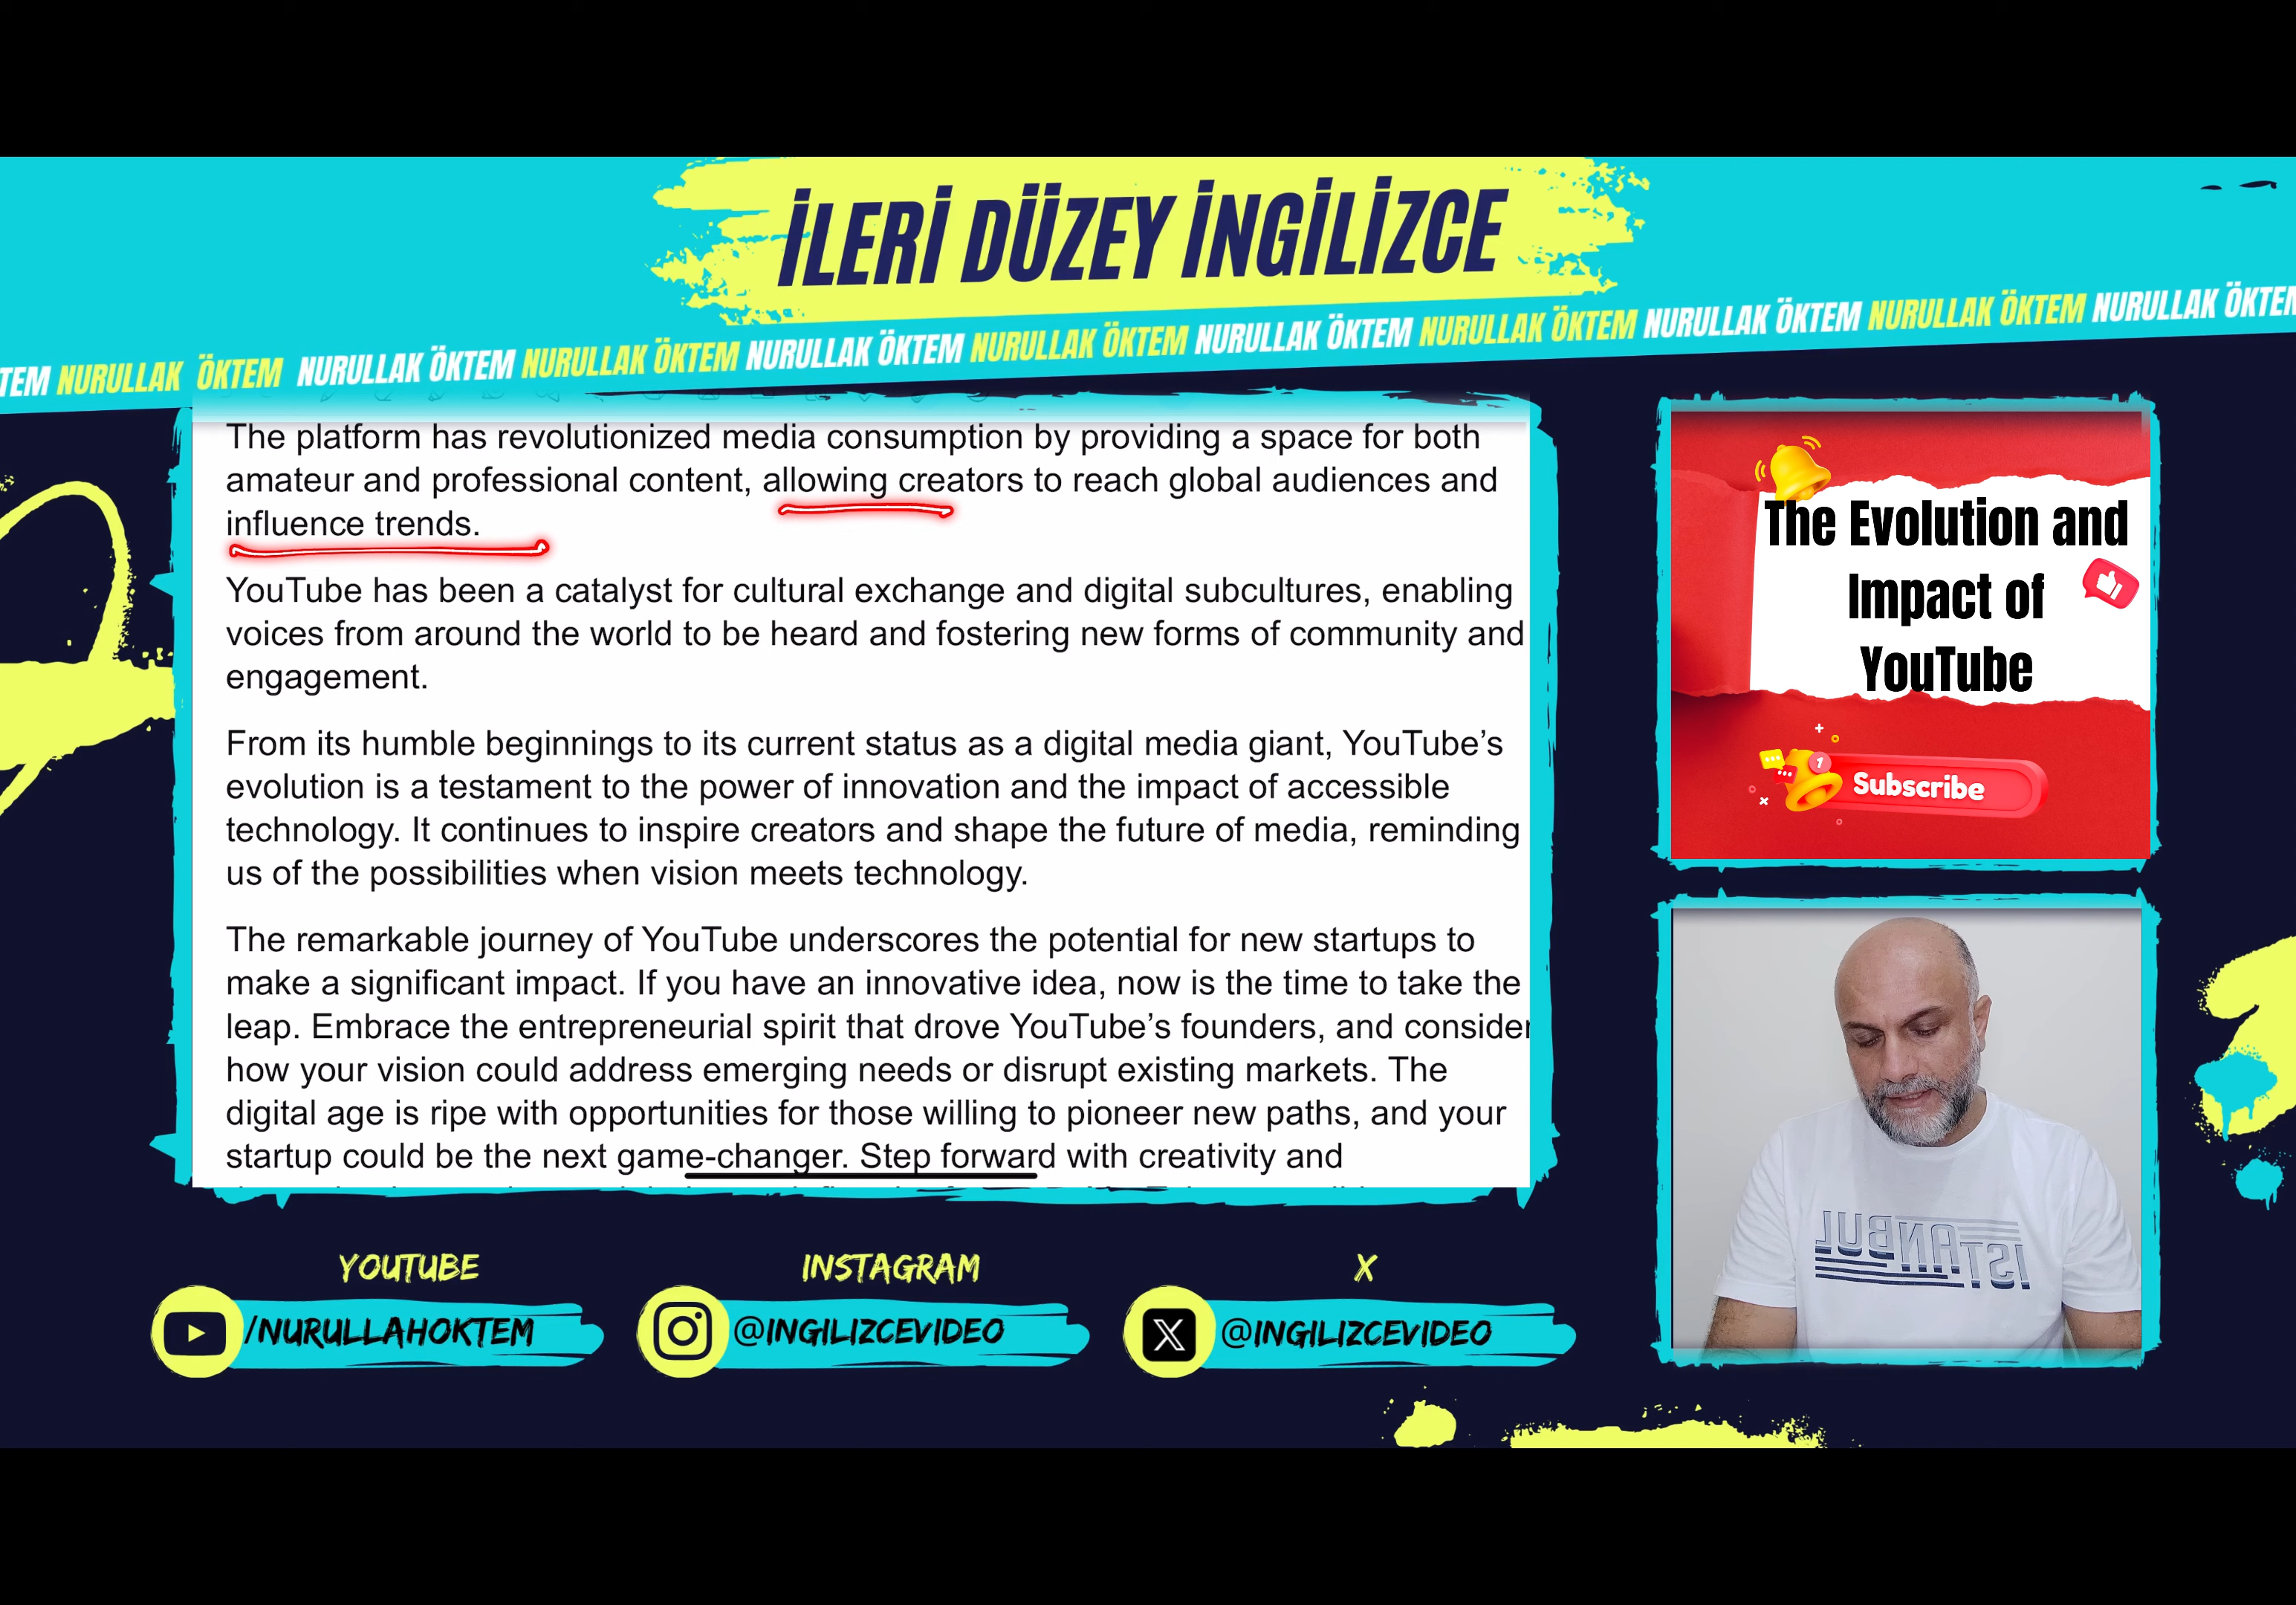 İLERİ DÜZEY İNGİLİZCE
TEM NURULLAK ÖKTEM NURULLAK ÖKTEM NURULLAK ÖKTEM NURULLAK ÖKTEM NURULLAK ÖKTEM NURULLAK ÖKTEM NURULLAK ÖKTEM NURULLAK ÖKTEM NURULLAK ÖKTEM NURULLAK ÖKTEM
The platform has revolutionized media consumption by providing a space for both
amateur and professional content, allowing creators to reach global audiences and
influence trends.
YouTube has been a catalyst for cultural exchange and digital subcultures, enabling
voices from around the world to be heard and fostering new forms of community and
engagement.
From its humble beginnings to its current status as a digital media giant, YouTube’s
evolution is a testament to the power of innovation and the impact of accessible
technology. It continues to inspire creators and shape the future of media, reminding
us of the possibilities when vision meets technology.
The remarkable journey of YouTube underscores the potential for new startups to
make a significant impact. If you have an innovative idea, now is the time to take the
leap. Embrace the entrepreneurial spirit that drove YouTube’s founders, and consider
how your vision could address emerging needs or disrupt existing markets. The
digital age is ripe with opportunities for those willing to pioneer new paths, and your
startup could be the next game-changer. Step forward with creativity and
The Evolution and
Impact of
YouTube
1
Subscribe
ISTANBUL
YOUTUBE
/NURULLAHOKTEM
INSTAGRAM
@INGILIZCEVIDEO
X
@INGILIZCEVIDEO